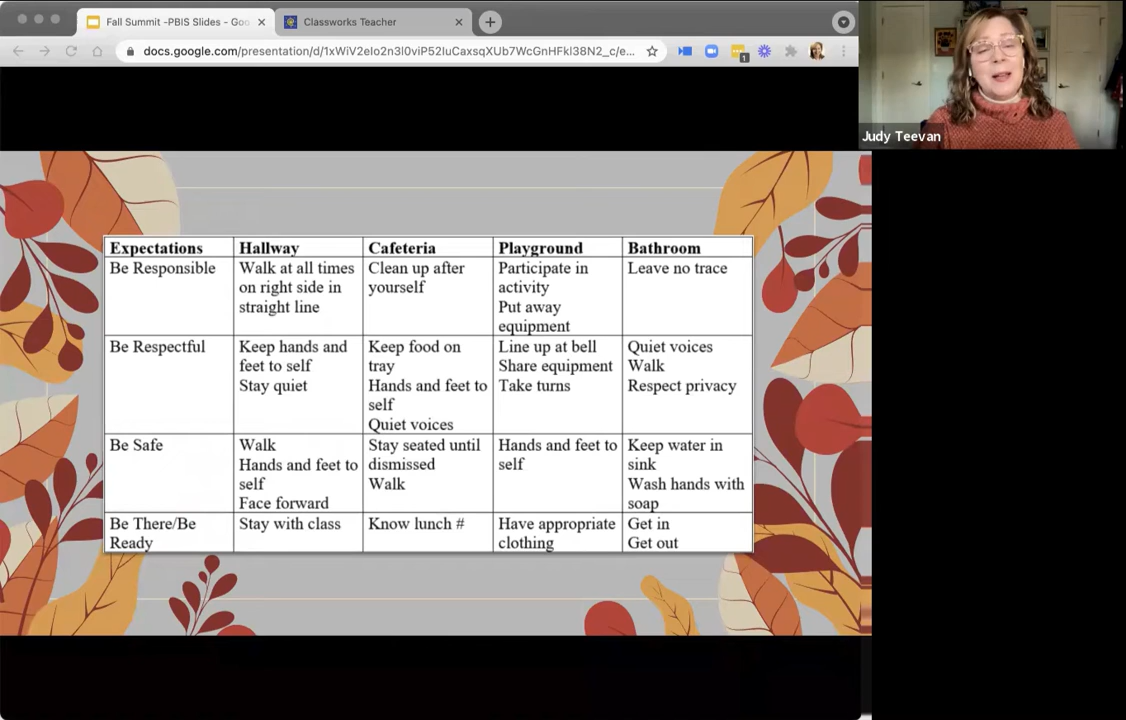 Fall Summit -PBIS Slides - Goo
Classworks Teacher
docs.google.com/presentation/d/1xWiV2eIo2n3l0viP52IuCaxsqXUb7WcGnHFkl38N2_c/e...
1
Judy Teevan
Expectations
Hallway
Cafeteria
Playground
Bathroom
Be Responsible
Walk at all times
on right side in
straight line
Clean up after
yourself
Participate in
activity
Put away
equipment
Leave no trace
Be Respectful
Keep hands and
feet to self
Stay quiet
Keep food on
tray
Hands and feet to
self
Quiet voices
Line up at bell
Share equipment
Take turns
Quiet voices
Walk
Respect privacy
Be Safe
Walk
Hands and feet to
self
Face forward
Stay seated until
dismissed
Walk
Hands and feet to
self
Keep water in
sink
Wash hands with
soap
Be There/Be
Ready
Stay with class
Know lunch #
Have appropriate
clothing
Get in
Get out